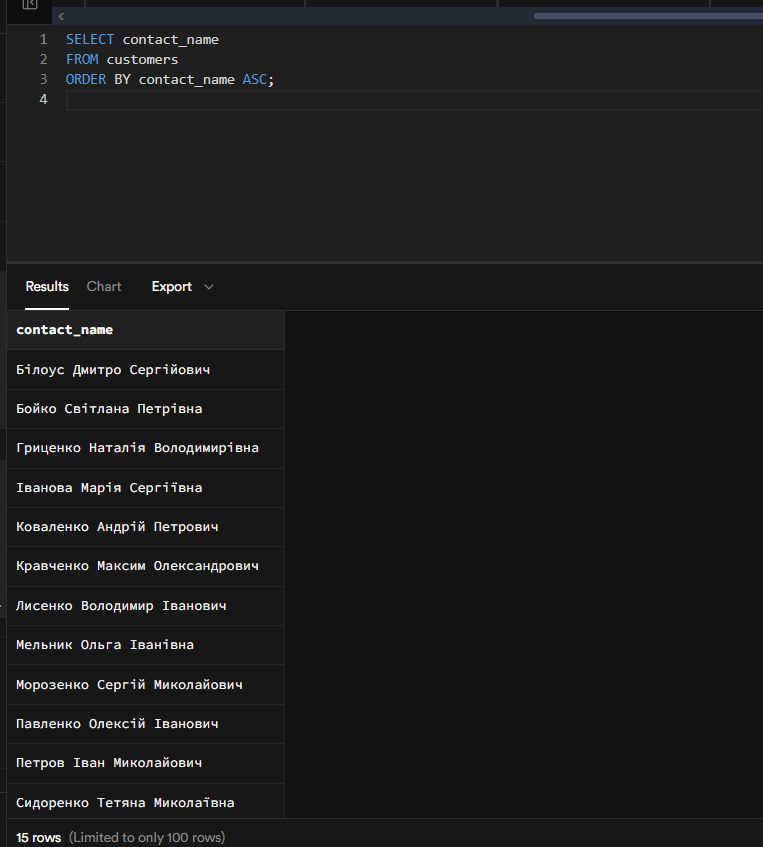 1 SELECT contact_name
2 FROM customers
3 ORDER BY contact_name ASC;
4
Results Chart Export
contact_name
Білоус Дмитро Сергійович
Бойко Світлана Петрівна
Гриценко Наталія Володимирівна
Іванова Марія Сергіївна
Коваленко Андрій Петрович
Кравченко Максим Олександрович
Лисенко Володимир Іванович
Мельник Ольга Іванівна
Морозенко Сергій Миколайович
Павленко Олексій Іванович
Петров Іван Миколайович
Сидоренко Тетяна Миколаївна
15 rows (Limited to only 100 rows)